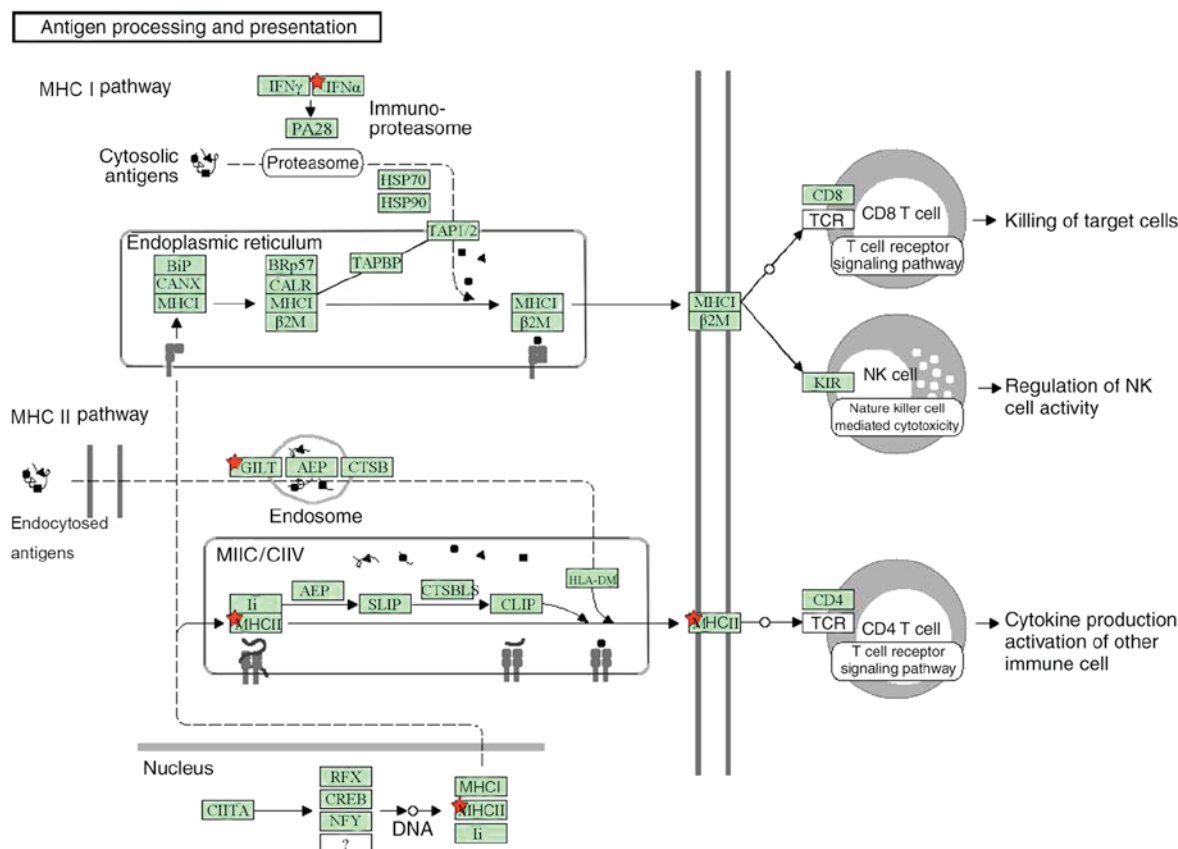 Antigen processing and presentation
MHC I pathway
IFNγ
IFNα
PA28
Immuno-
proteasome
Cytosolic
antigens
Proteasome
HSP70
HSP90
TAP1/2
Endoplasmic reticulum
BiP
CANX
MHCI
BRp57
CALR
MHCI
β2M
TAPBP
MHCI
β2M
MHCI
β2M
CD8
TCR
CD8 T cell
T cell receptor
signaling pathway
Killing of target cells
KIR
NK cell
Nature killer cell
mediated cytotoxicity
Regulation of NK
cell activity
MHC II pathway
Endocytosed
antigens
GILT
AEP
CTSB
Endosome
MIIC/CIIV
Ii
MHCII
AEP
SLIP
CTSBLS
CLIP
HLA-DM
MHCII
CD4
TCR
CD4 T cell
T cell receptor
signaling pathway
Cytokine production
activation of other
immune cell
Nucleus
CIITA
RFX
CREB
NFY
?
DNA
MHCI
MHCII
Ii